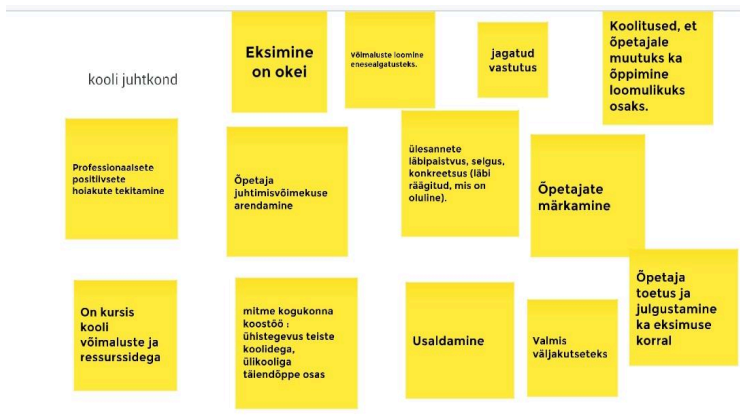 kooli juhtkond
Eksimine
on okei
Võimaluste loomine
enesealgatusteks.
jagatud
vastutus
Koolitused, et
õpetajale
muutuks ka
õppimine
loomulikuks
osaks.
Professionaalsete
positiivsete
hoiakute tekitamine
Õpetaja
juhtimisvõimekuse
arendamine
ülesannete
läbipaistvus, selgus,
konkreetsus (läbi
räägitud, mis on
oluline).
Õpetajate
märkamine
On kursis
kooli
võimaluste ja
ressurssidega
mitme kogukonna
koostöö :
ühistegevus teiste
koolidega,
ülikooliga
täiendõppe osas
Usaldamine
Valmis
väljakutseteks
Õpetaja
toetus ja
julgustamine
ka eksimuse
korral